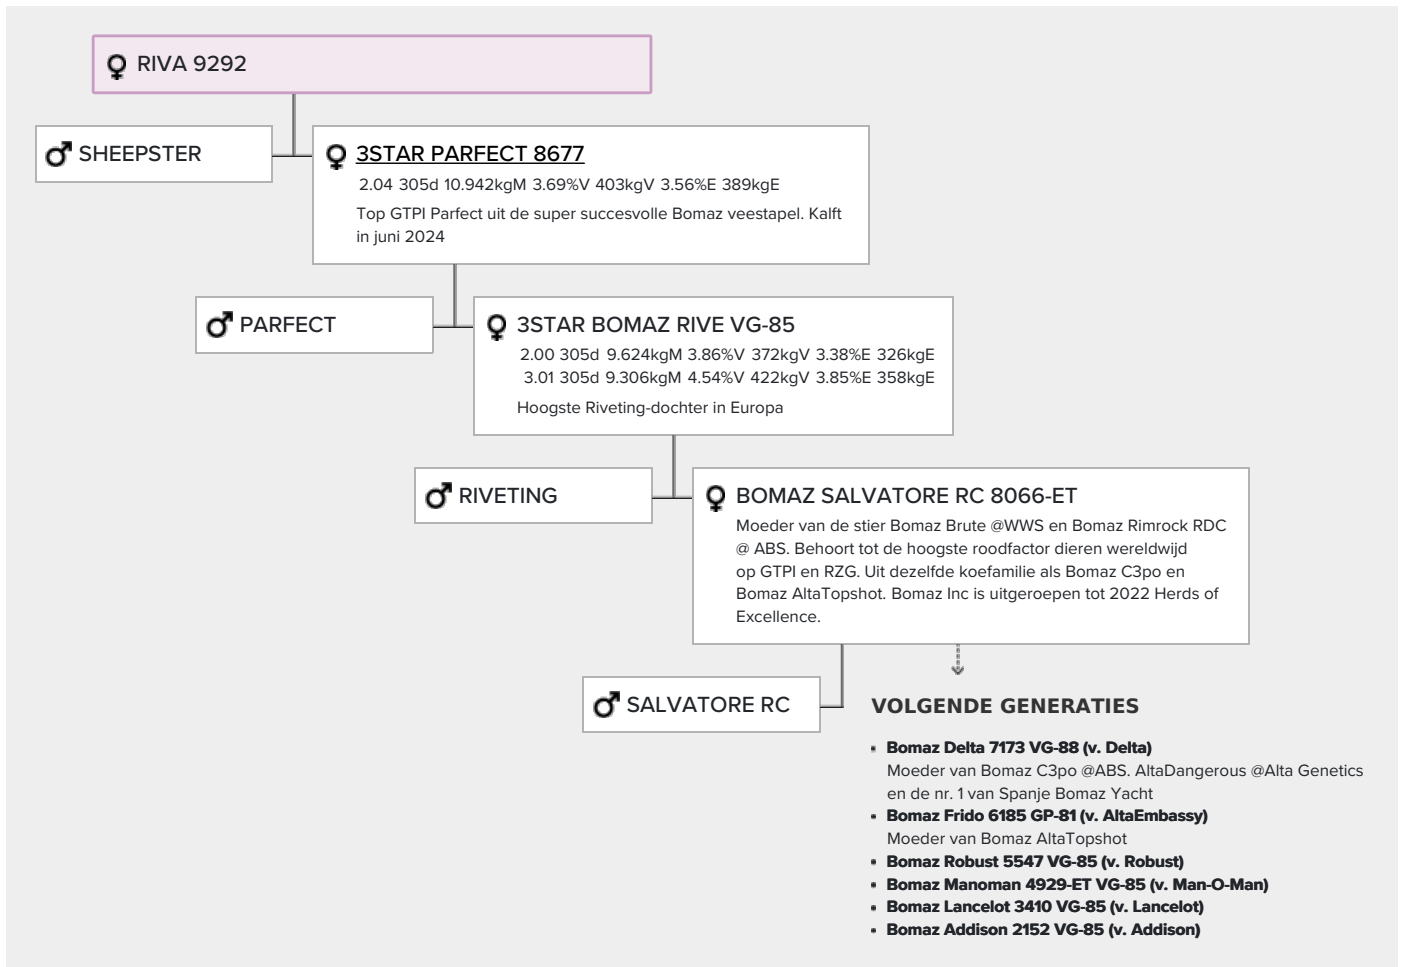 RIVA 9292
SHEEPSTER
3STAR PARFECT 8677
2.04 305d 10.942kgM 3.69%V 403kgV 3.56%E 389kgE
Top GTPI Parfect uit de super succesvolle Bomaz veestapel. Kalft
in juni 2024
PARFECT
3STAR BOMAZ RIVE VG-85
2.00 305d 9.624kgM 3.86%V 372kgV 3.38%E 326kgE
3.01 305d 9.306kgM 4.54%V 422kgV 3.85%E 358kgE
Hoogste Riveting-dochter in Europa
RIVETING
BOMAZ SALVATORE RC 8066-ET
Moeder van de stier Bomaz Brute @WWS en Bomaz Rimrock RDC
@ ABS. Behoort tot de hoogste roodfactor dieren wereldwijd
op GTPI en RZG. Uit dezelfde koefamilie als Bomaz C3po en
Bomaz AltaTopshot. Bomaz Inc is uitgeroepen tot 2022 Herds of
Excellence.
SALVATORE RC
VOLGENDE GENERATIES
Bomaz Delta 7173 VG-88 (v. Delta)
Moeder van Bomaz C3po @ABS. AltaDangerous @Alta Genetics
en de nr. 1 van Spanje Bomaz Yacht
Bomaz Frido 6185 GP-81 (v. AltaEmbassy)
Moeder van Bomaz AltaTopshot
Bomaz Robust 5547 VG-85 (v. Robust)
Bomaz Manoman 4929-ET VG-85 (v. Man-O-Man)
Bomaz Lancelot 3410 VG-85 (v. Lancelot)
Bomaz Addison 2152 VG-85 (v. Addison)